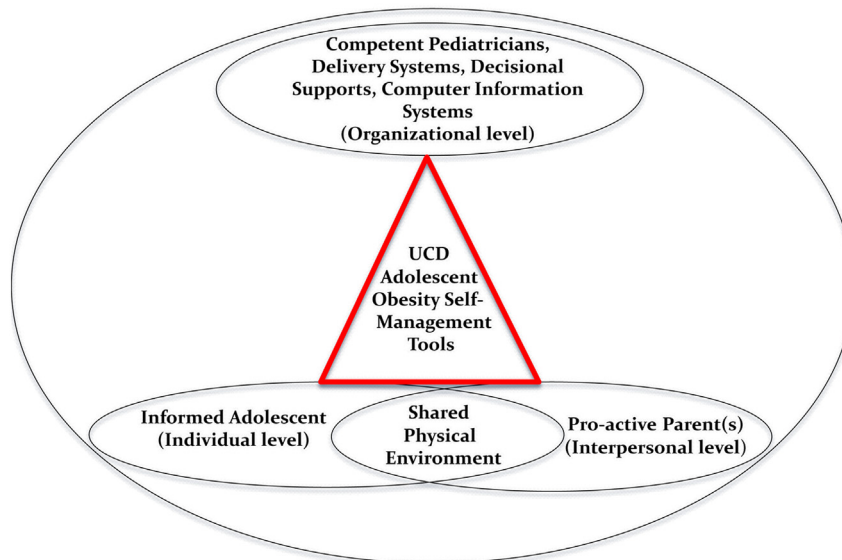 Competent Pediatricians,
Delivery Systems, Decisional
Supports, Computer Information
Systems
(Organizational level)
UCD
Adolescent
Obesity Self-
Management
Tools
Informed Adolescent
(Individual level)
Shared
Physical
Environment
Pro-active Parent(s)
(Interpersonal level)